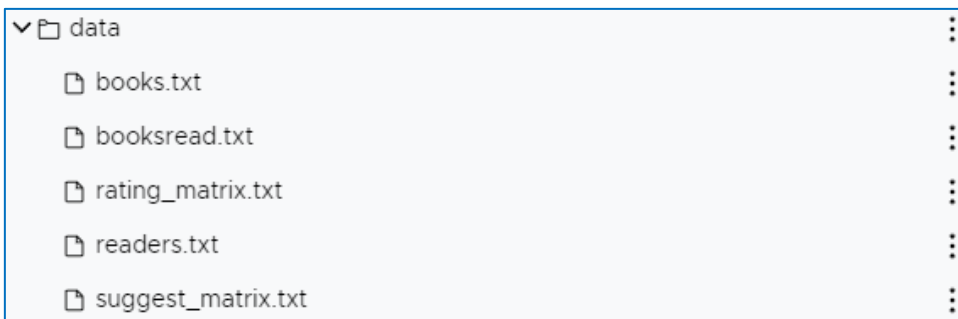 data
books.txt
booksread.txt
rating_matrix.txt
readers.txt
suggest_matrix.txt